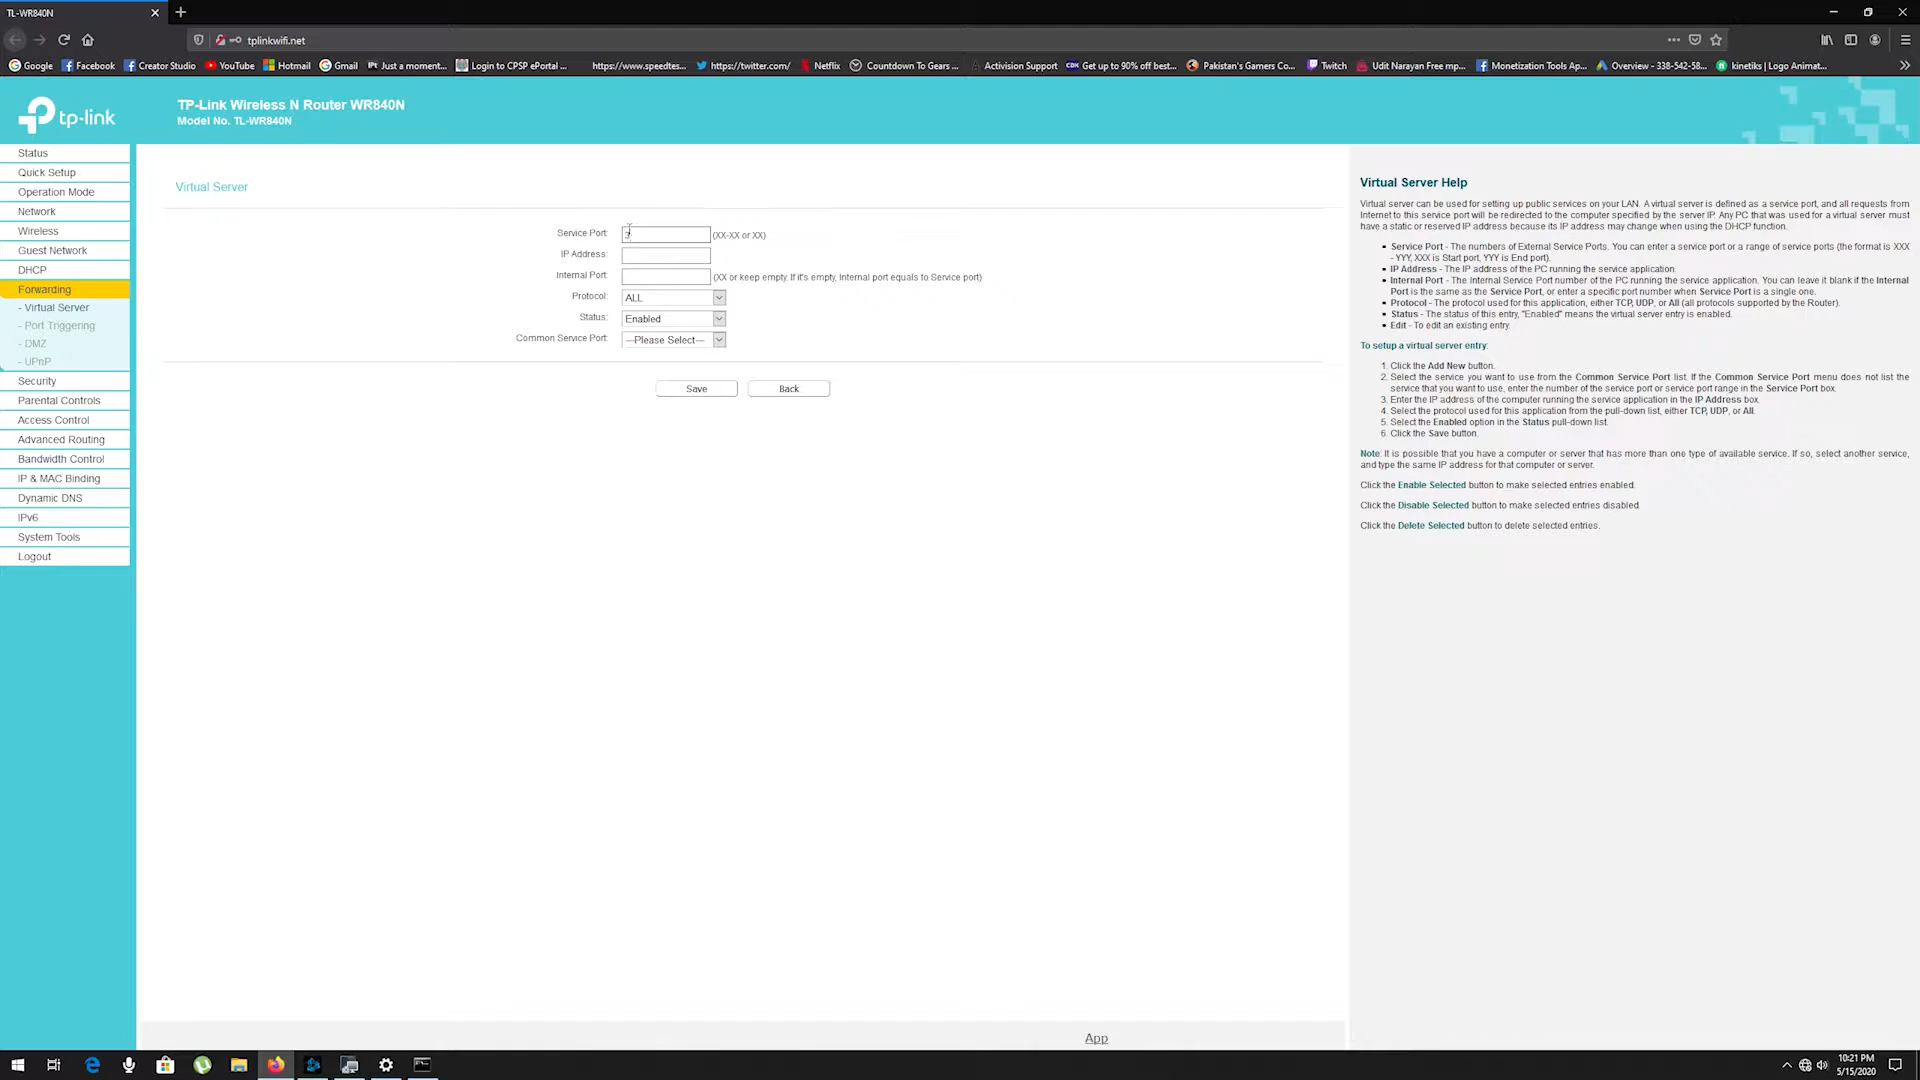 TL-WR840N
tplinkwifi.net
Google
Facebook
Creator Studio
YouTube
Hotmail
Gmail
Just a moment...
Login to CPSP ePortal ...
https://www.speedtes...
https://twitter.com/
Netflix
Countdown To Gears ...
Activision Support
Get up to 90% off best...
Pakistan's Gamers Co...
Twitch
Udit Narayan Free mp...
Monetization Tools Ap...
Overview - 338-542-58...
kinetiks | Logo Animat...
tp-link
TP-Link Wireless N Router WR840N
Model No. TL-WR840N
Status
Quick Setup
Operation Mode
Network
Wireless
Guest Network
DHCP
Forwarding
- Virtual Server
- Port Triggering
- DMZ
- UPnP
Security
Parental Controls
Access Control
Advanced Routing
Bandwidth Control
IP & MAC Binding
Dynamic DNS
IPv6
System Tools
Logout
Virtual Server
Service Port: (XX-XX or XX)
IP Address:
Internal Port: (XX or keep empty. If it's empty, Internal port equals to Service port)
Protocol: ALL
Status: Enabled
Common Service Port: ---Please Select---
Save
Back
App
Virtual Server Help
Virtual server can be used for setting up public services on your LAN. A virtual server is defined as a service port, and all requests from
Internet to this service port will be redirected to the computer specified by the server IP. Any PC that was used for a virtual server must
have a static or reserved IP address because its IP address may change when using the DHCP function.
Service Port - The numbers of External Service Ports. You can enter a service port or a range of service ports (the format is XXX
- YYY, XXX is Start port, YYY is End port).
IP Address - The IP address of the PC running the service application.
Internal Port - The Internal Service Port number of the PC running the service application. You can leave it blank if the Internal
Port is the same as the Service Port, or enter a specific port number when Service Port is a single one.
Protocol - The protocol used for this application, either TCP, UDP, or All (all protocols supported by the Router).
Status - The status of this entry, "Enabled" means the virtual server entry is enabled.
Edit - To edit an existing entry.
To setup a virtual server entry:
1. Click the Add New button.
2. Select the service you want to use from the Common Service Port list. If the Common Service Port menu does not list the
service that you want to use, enter the number of the service port or service port range in the Service Port box.
3. Enter the IP address of the computer running the service application in the IP Address box.
4. Select the protocol used for this application from the pull-down list, either TCP, UDP, or All.
5. Select the Enabled option in the Status pull-down list.
6. Click the Save button.
Note: It is possible that you have a computer or server that has more than one type of available service. If so, select another service,
and type the same IP address for that computer or server.
Click the Enable Selected button to make selected entries enabled.
Click the Disable Selected button to make selected entries disabled.
Click the Delete Selected button to delete selected entries.
10:21 PM
5/15/2020